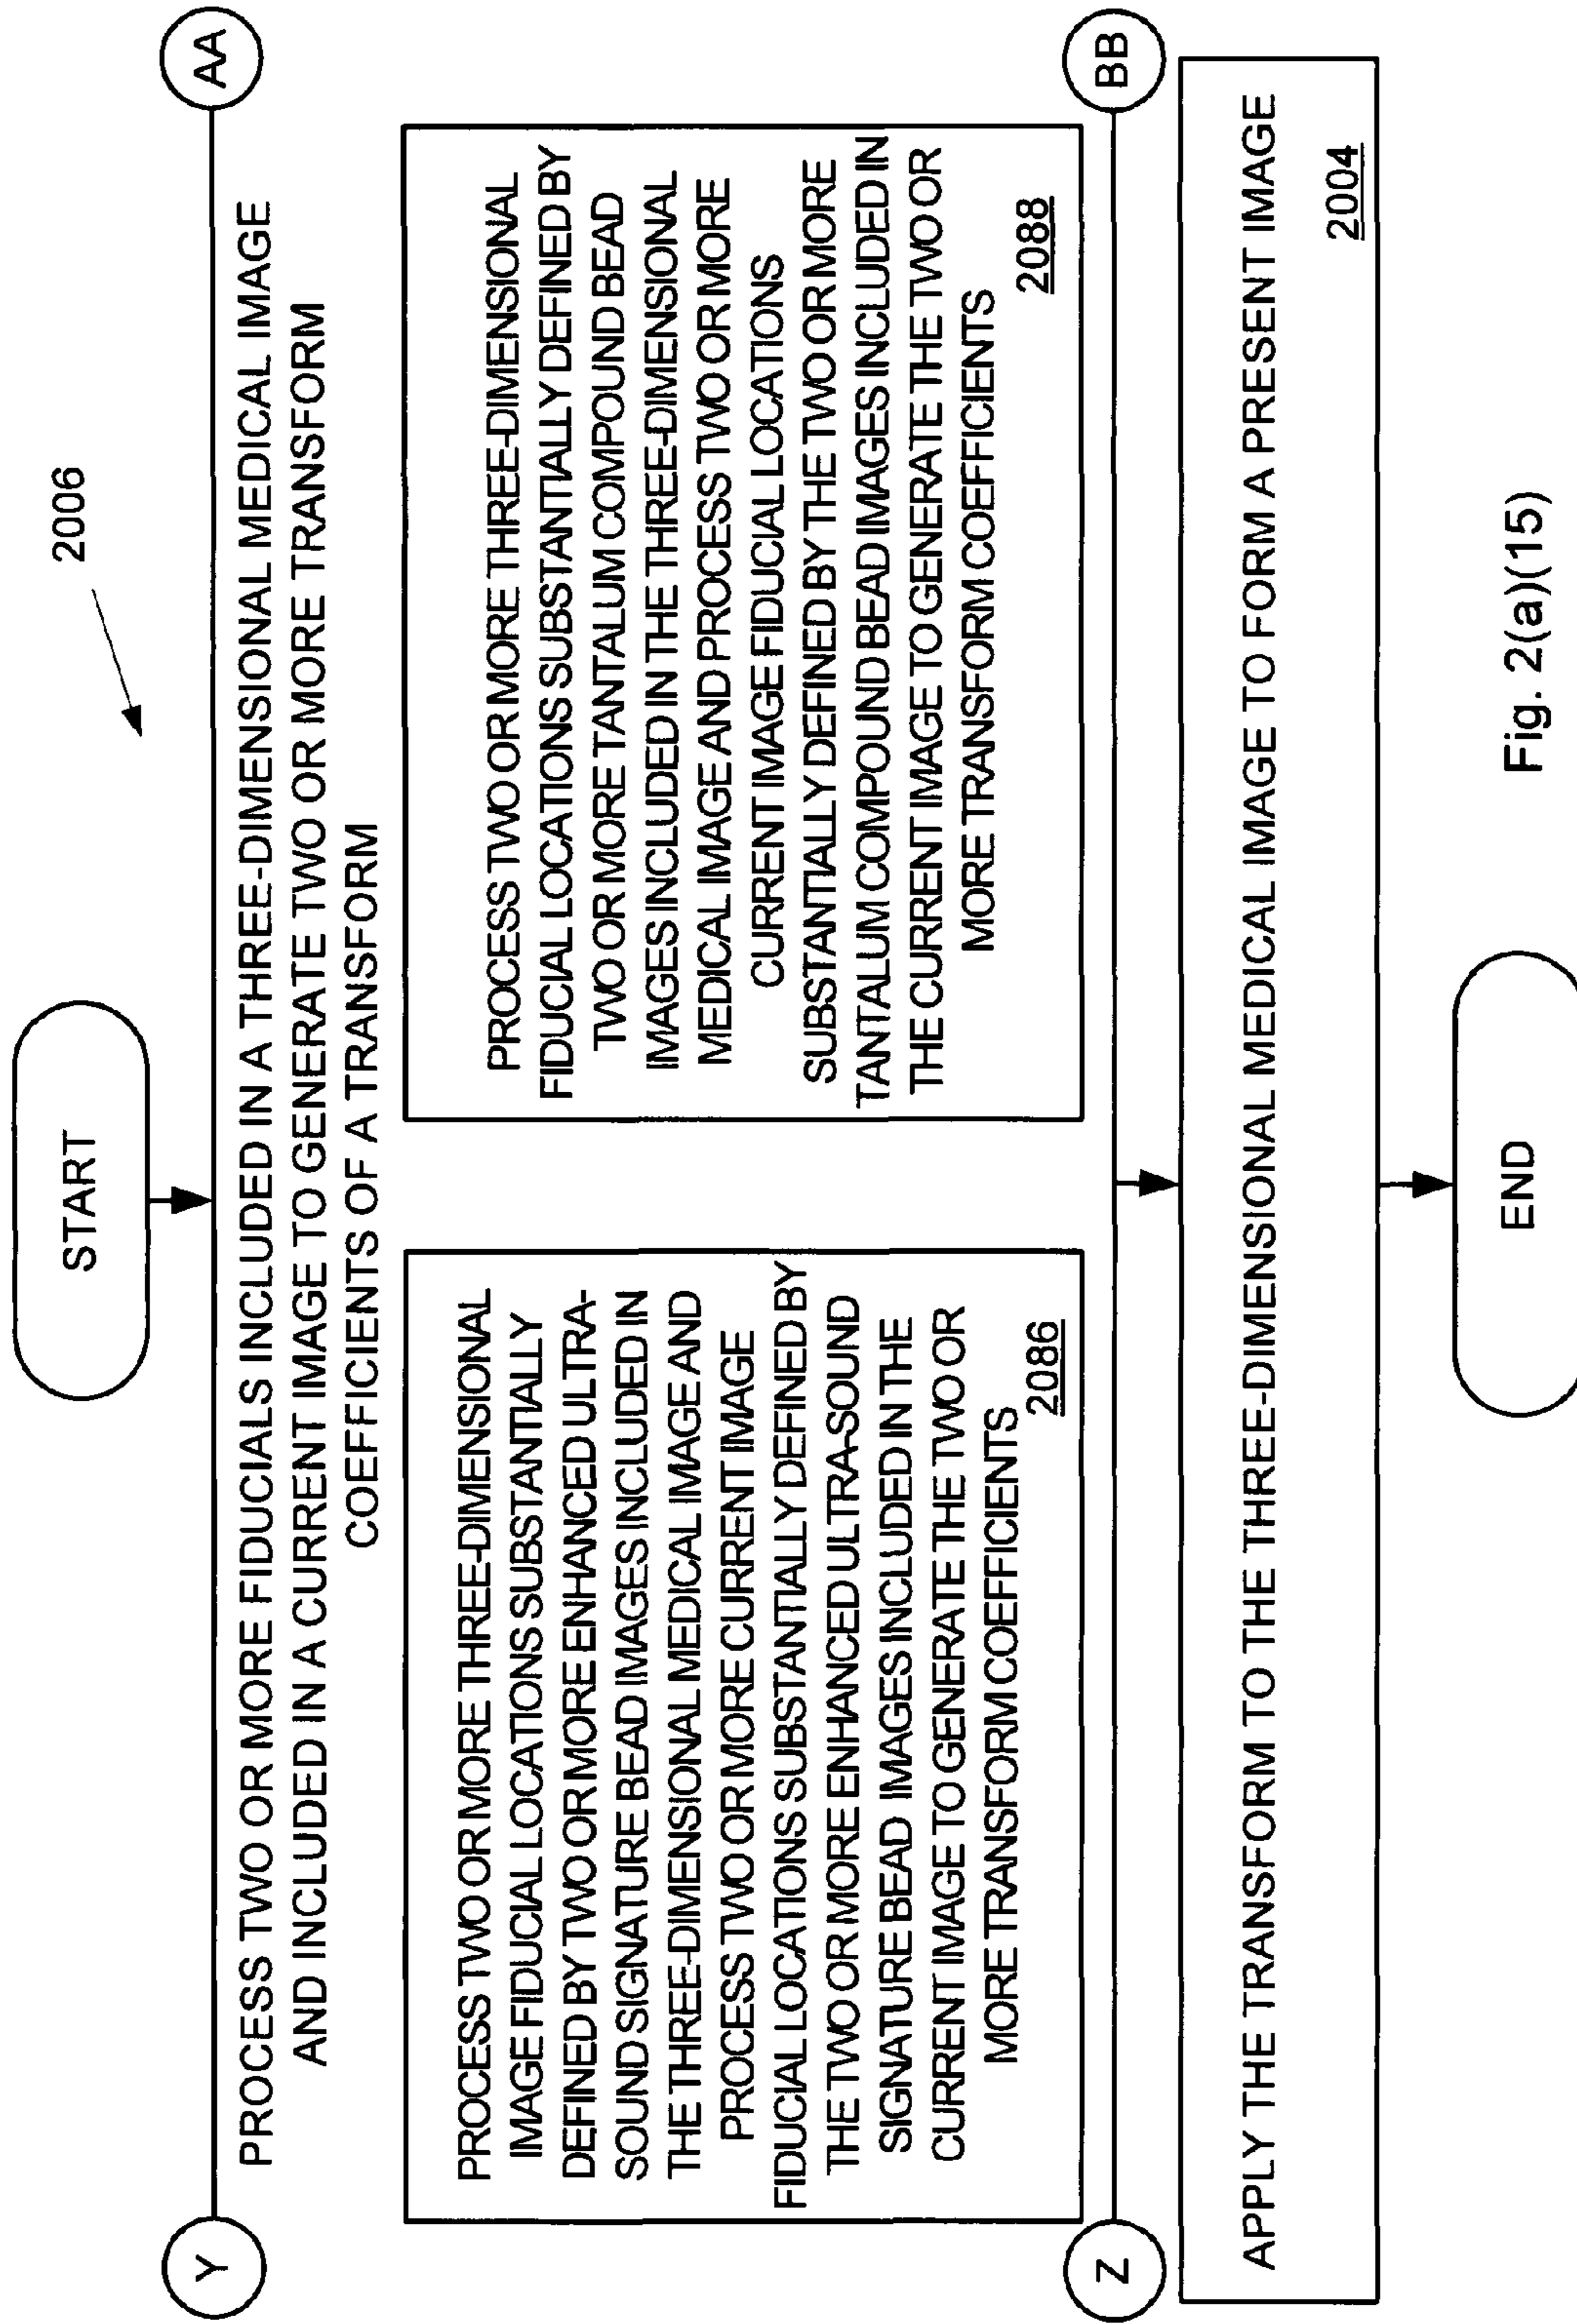 START
2006
Y
AA
PROCESS TWO OR MORE FIDUCIALS INCLUDED IN A THREE-DIMENSIONAL MEDICAL IMAGE
AND INCLUDED IN A CURRENT IMAGE TO GENERATE TWO OR MORE TRANSFORM
COEFFICIENTS OF A TRANSFORM
PROCESS TWO OR MORE THREE-DIMENSIONAL
IMAGE FIDUCIAL LOCATIONS SUBSTANTIALLY
DEFINED BY TWO OR MORE ENHANCED ULTRA-
SOUND SIGNATURE BEAD IMAGES INCLUDED IN
THE THREE-DIMENSIONAL MEDICAL IMAGE AND
PROCESS TWO OR MORE CURRENT IMAGE
FIDUCIAL LOCATIONS SUBSTANTIALLY DEFINED BY
THE TWO OR MORE ENHANCED ULTRA-SOUND
SIGNATURE BEAD IMAGES INCLUDED IN THE
CURRENT IMAGE TO GENERATE THE TWO OR
MORE TRANSFORM COEFFICIENTS
2086
PROCESS TWO OR MORE THREE-DIMENSIONAL
FIDUCIAL LOCATIONS SUBSTANTIALLY DEFINED BY
TWO OR MORE TANTALUM COMPOUND BEAD
IMAGES INCLUDED IN THE THREE-DIMENSIONAL
MEDICAL IMAGE AND PROCESS TWO OR MORE
CURRENT IMAGE FIDUCIAL LOCATIONS
SUBSTANTIALLY DEFINED BY THE TWO OR MORE
TANTALUM COMPOUND BEAD IMAGES INCLUDED IN
THE CURRENT IMAGE TO GENERATE THE TWO OR
MORE TRANSFORM COEFFICIENTS
2088
Z
BB
APPLY THE TRANSFORM TO THE THREE-DIMENSIONAL MEDICAL IMAGE TO FORM A PRESENT IMAGE
2004
END
Fig. 2(a)(15)